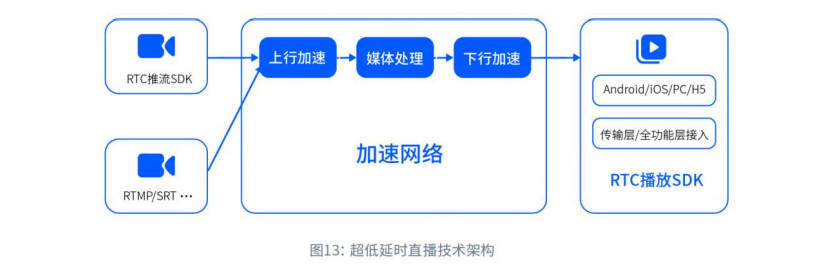 RTC推流SDK
RTMP/SRT ···
上行加速
媒体处理
下行加速
加速网络
Android/iOS/PC/H5
传输层/全功能层接入
RTC播放SDK
图13：超低延时直播技术架构